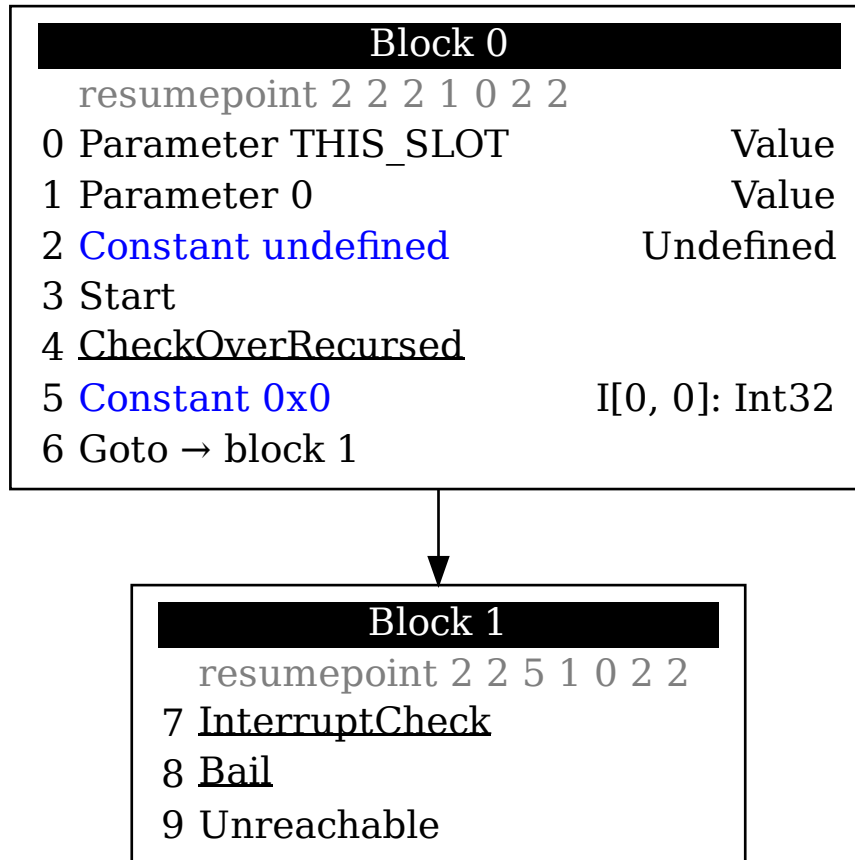 Block 0
resumepoint 2 2 2 1 0 2 2
0 Parameter THIS_SLOT Value
1 Parameter 0 Value
2 Constant undefined Undefined
3 Start
4 CheckOverRecursed
5 Constant 0x0 I[0, 0]: Int32
6 Goto → block 1
Block 1
resumepoint 2 2 5 1 0 2 2
7 InterruptCheck
8 Bail
9 Unreachable